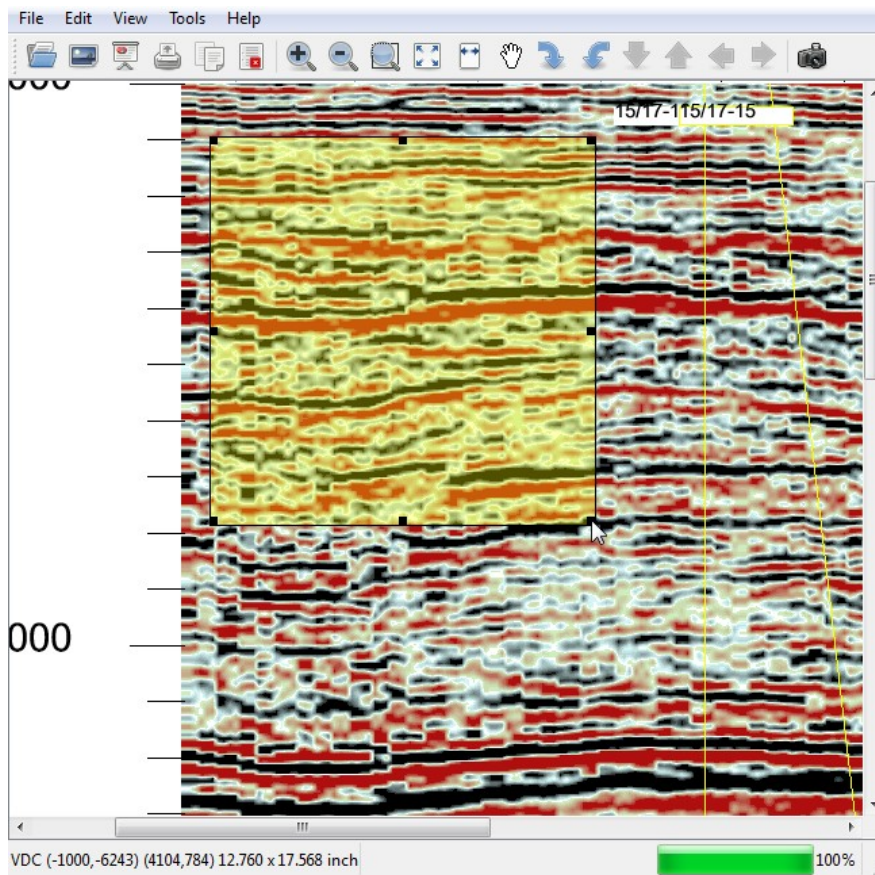 File Edit View Tools Help
000
15/17-115/17-15
000
VDC (-1000,-6243) (4104,784) 12.760 x 17.568 inch 100%